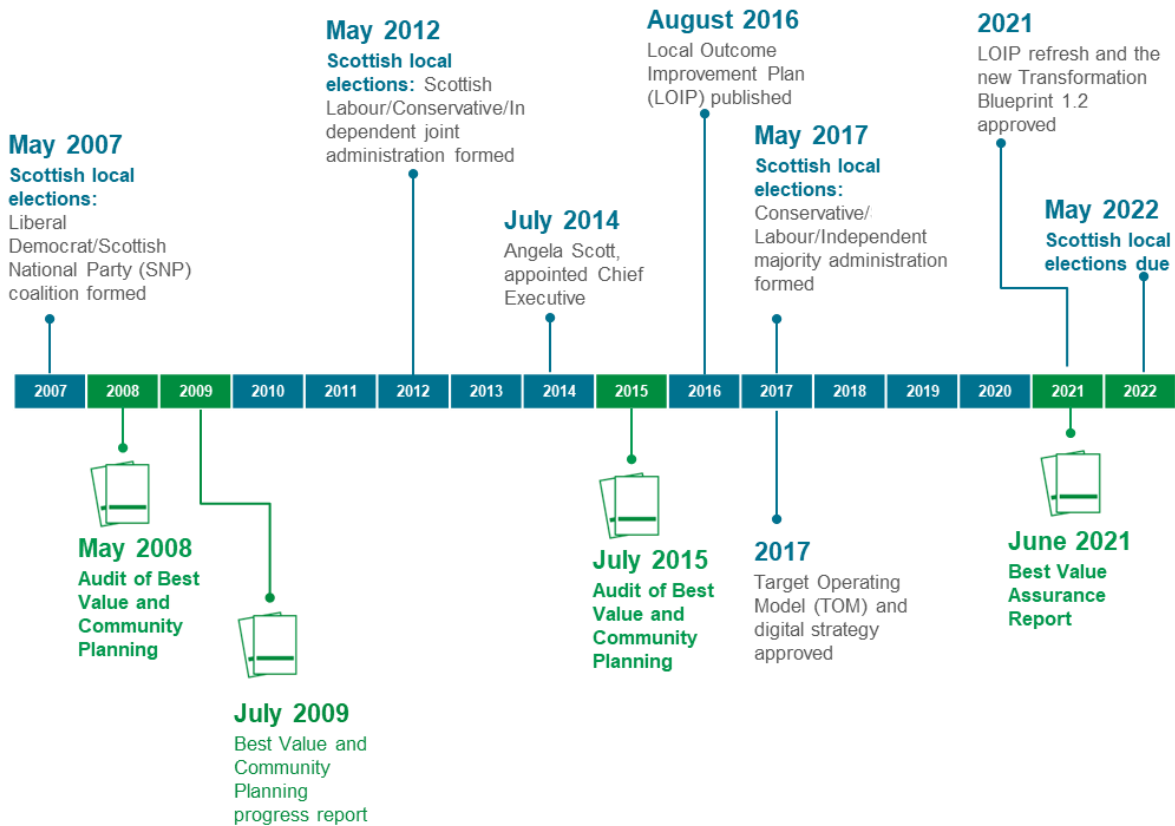 May 2007
Scottish local
elections:
Liberal
Democrat/Scottish
National Party (SNP)
coalition formed
May 2012
Scottish local
elections: Scottish
Labour/Conservative/In
dependent joint
administration formed
July 2014
Angela Scott,
appointed Chief
Executive
August 2016
Local Outcome
Improvement Plan
(LOIP) published
May 2017
Scottish local
elections:
Conservative/
Labour/Independent
majority administration
formed
2021
LOIP refresh and the
new Transformation
Blueprint 1.2
approved
May 2022
Scottish local
elections due
2007 2008 2009 2010 2011 2012 2013 2014 2015 2016 2017 2018 2019 2020 2021 2022
May 2008
Audit of Best
Value and
Community
Planning
July 2009
Best Value and
Community
Planning
progress report
July 2015
Audit of Best
Value and
Community
Planning
2017
Target Operating
Model (TOM) and
digital strategy
approved
June 2021
Best Value
Assurance
Report